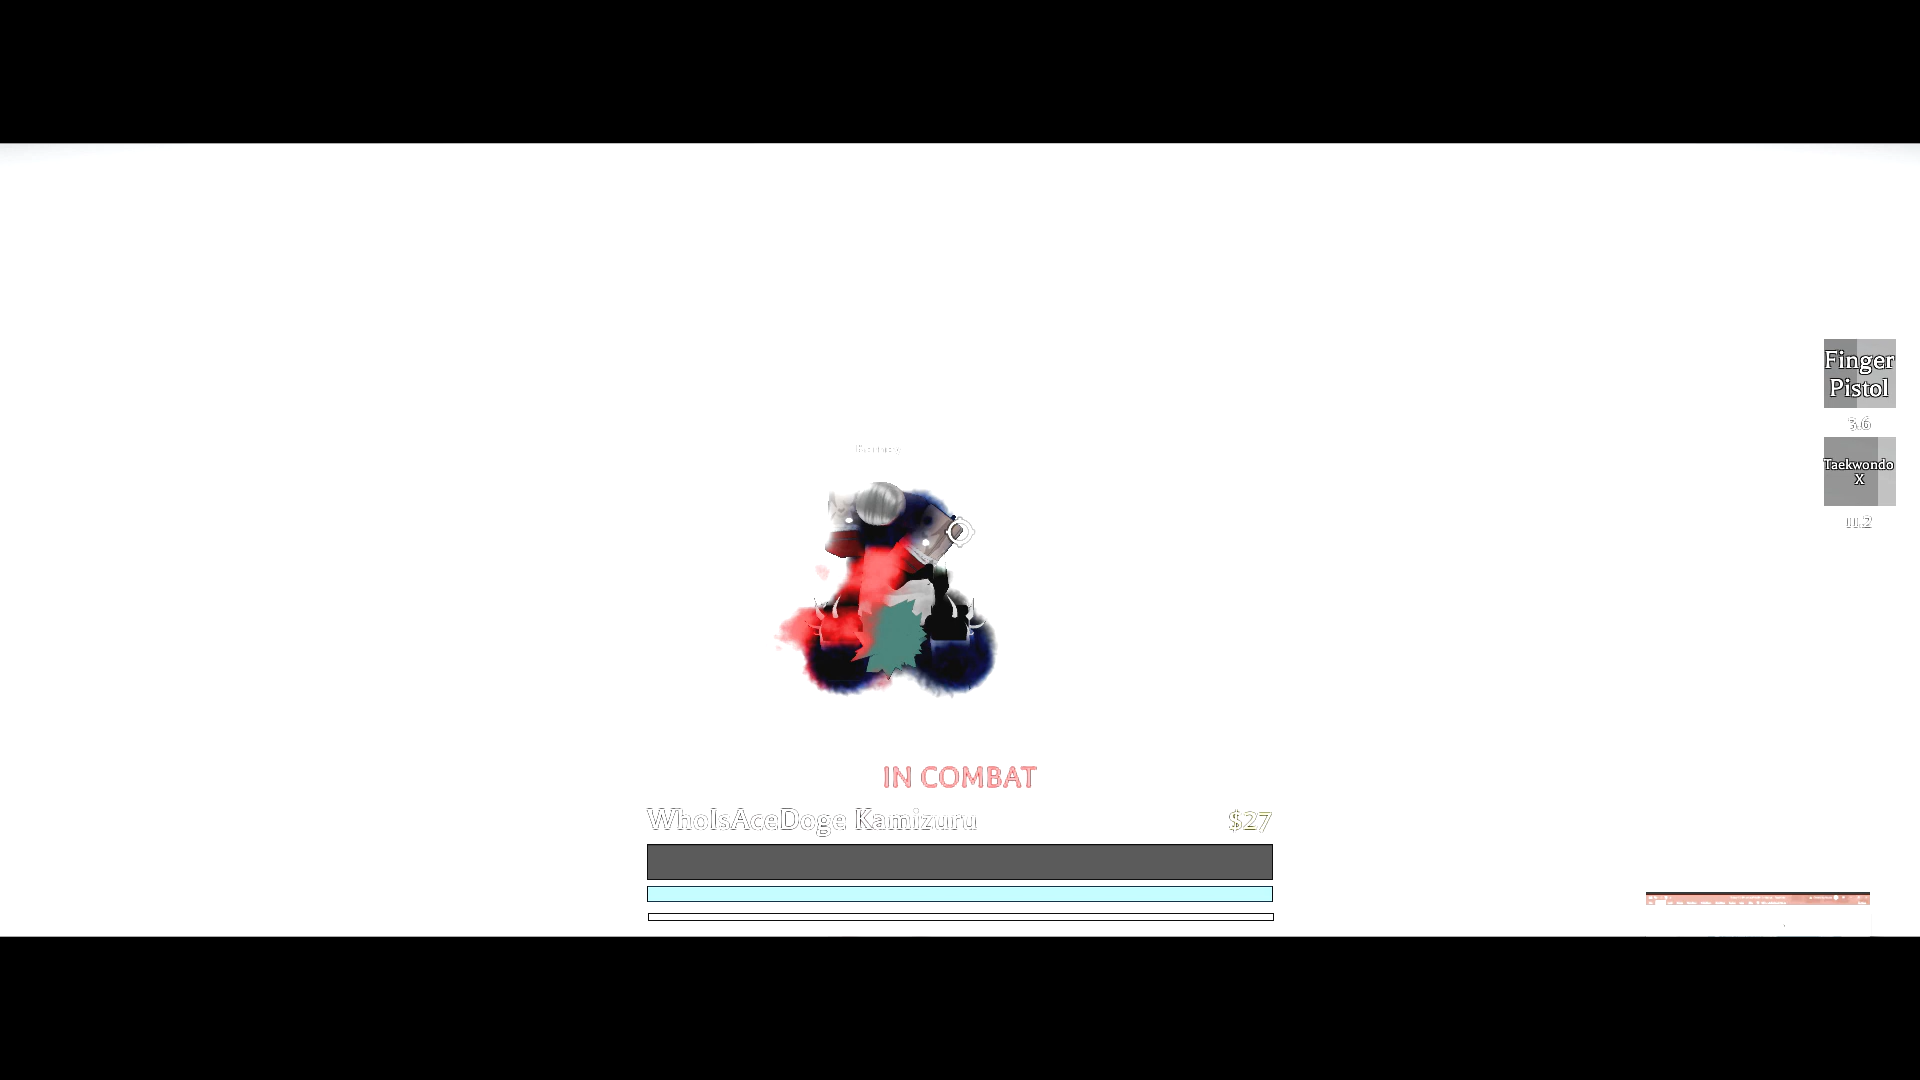 Finger
Pistol
3.6
Taekwondo
X
11.2
IN COMBAT
WhoIsAceDoge Kamizuru
$27